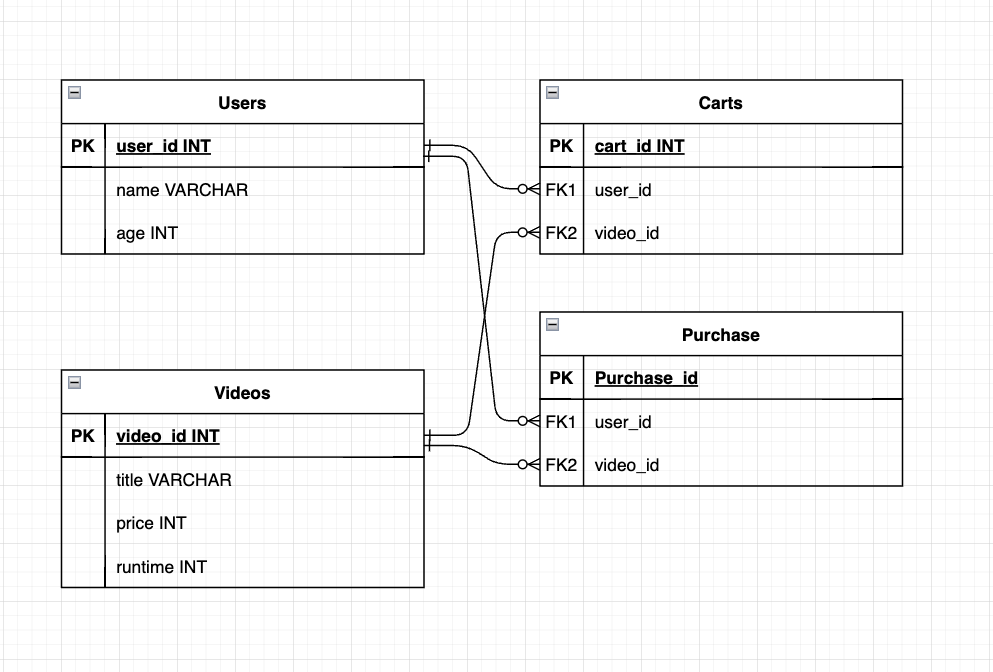 Users
PK user_id INT
name VARCHAR
age INT
Carts
PK cart_id INT
FK1 user_id
FK2 video_id
Videos
PK video_id INT
title VARCHAR
price INT
runtime INT
Purchase
PK Purchase_id
FK1 user_id
FK2 video_id